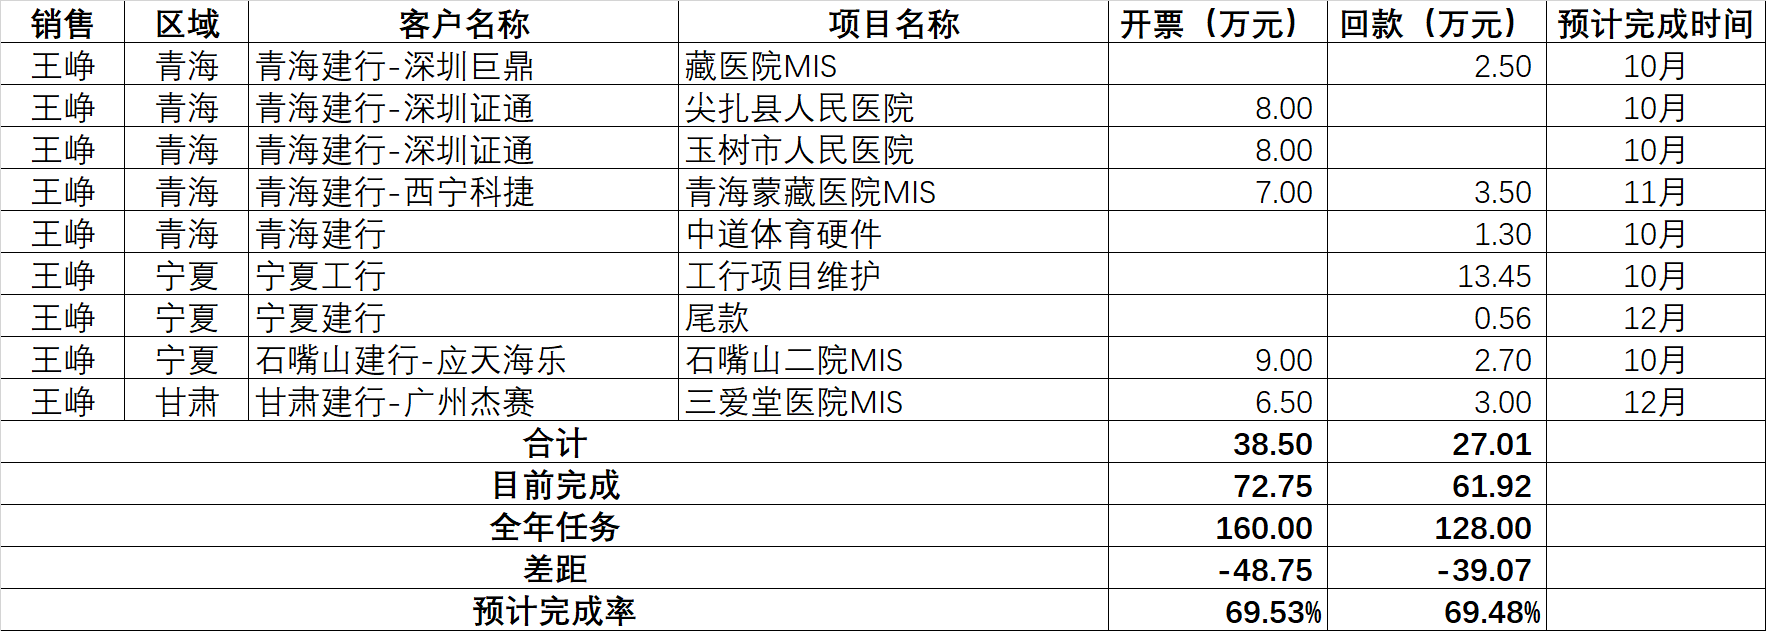 销售 区域 客户名称 项目名称 开票（万元） 回款（万元） 预计完成时间
王峥 青海 青海建行-深圳巨鼎 藏医院MIS 2.50 10月
王峥 青海 青海建行-深圳证通 尖扎县人民医院 8.00 10月
王峥 青海 青海建行-深圳证通 玉树市人民医院 8.00 10月
王峥 青海 青海建行-西宁科捷 青海蒙藏医院MIS 7.00 3.50 11月
王峥 青海 青海建行 中道体育硬件 1.30 10月
王峥 宁夏 宁夏工行 工行项目维护 13.45 10月
王峥 宁夏 宁夏建行 尾款 0.56 12月
王峥 宁夏 石嘴山建行-应天海乐 石嘴山二院MIS 9.00 2.70 10月
王峥 甘肃 甘肃建行-广州杰赛 三爱堂医院MIS 6.50 3.00 12月
合计 38.50 27.01
目前完成 72.75 61.92
全年任务 160.00 128.00
差距 -48.75 -39.07
预计完成率 69.53% 69.48%